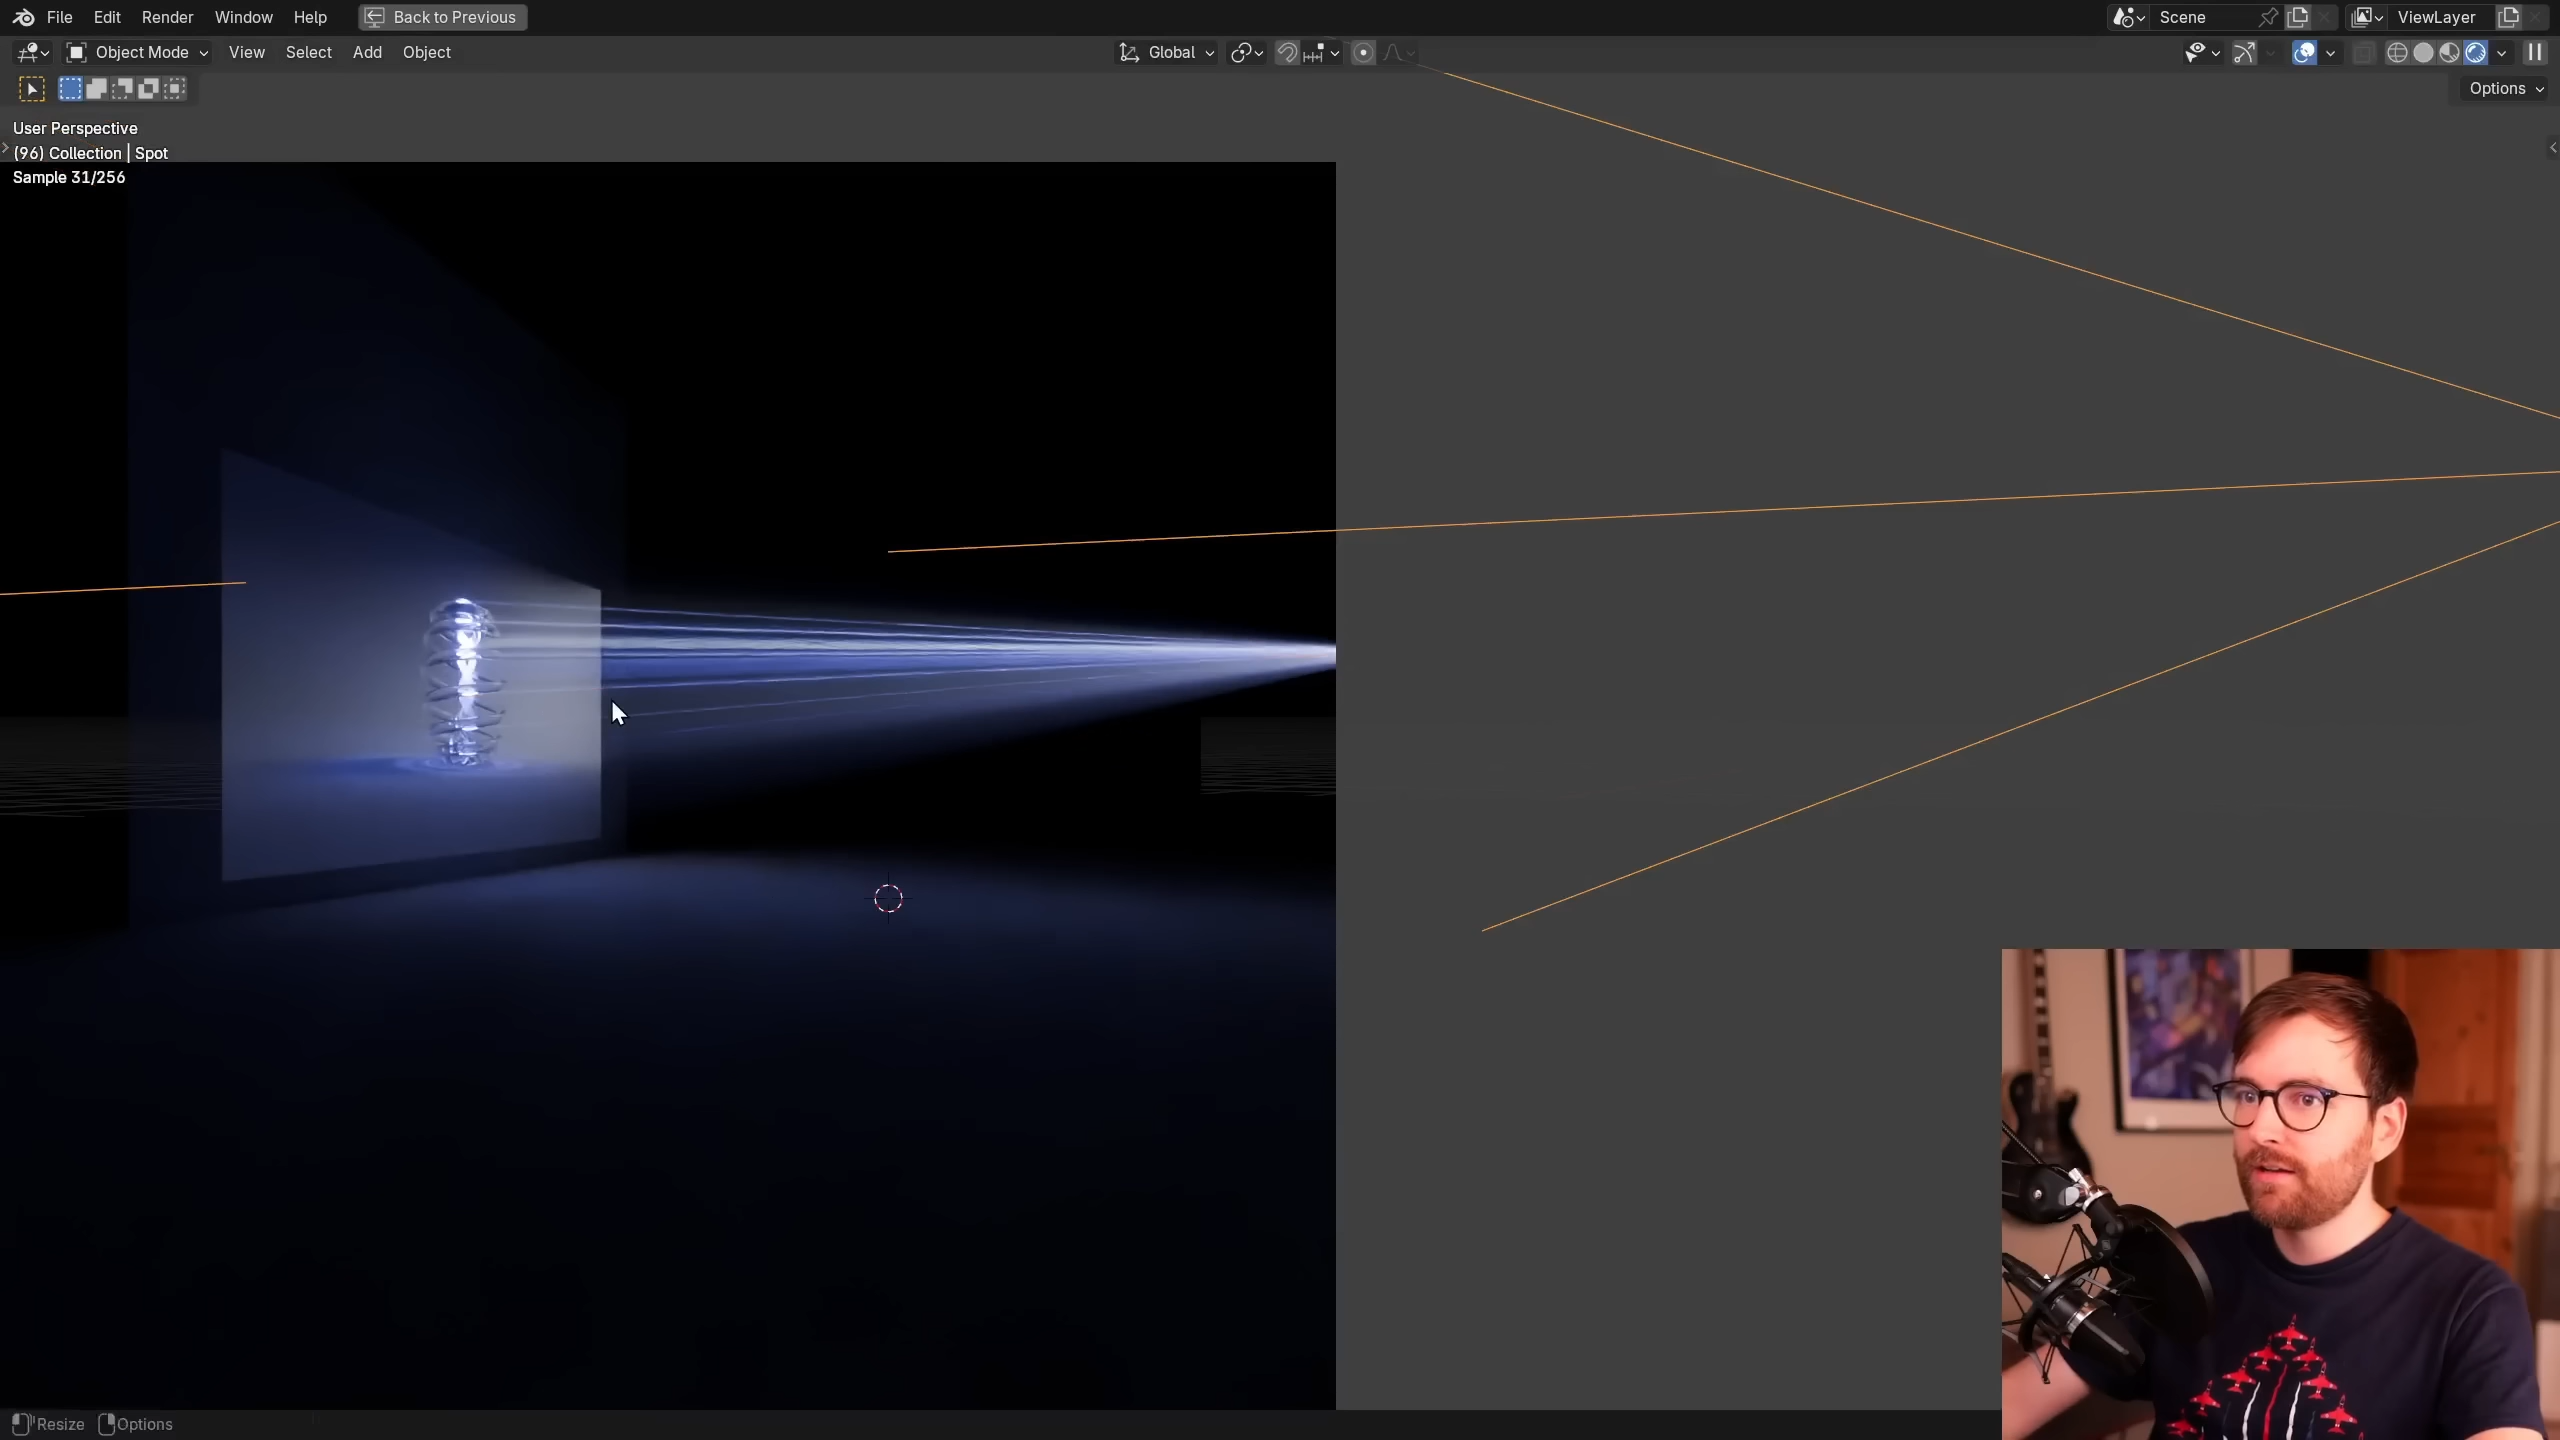 File Edit Render Window Help Back to Previous Scene ViewLayer
Object Mode View Select Add Object Global
Options
User Perspective
(96) Collection | Spot
Sample 31/256
Resize Options